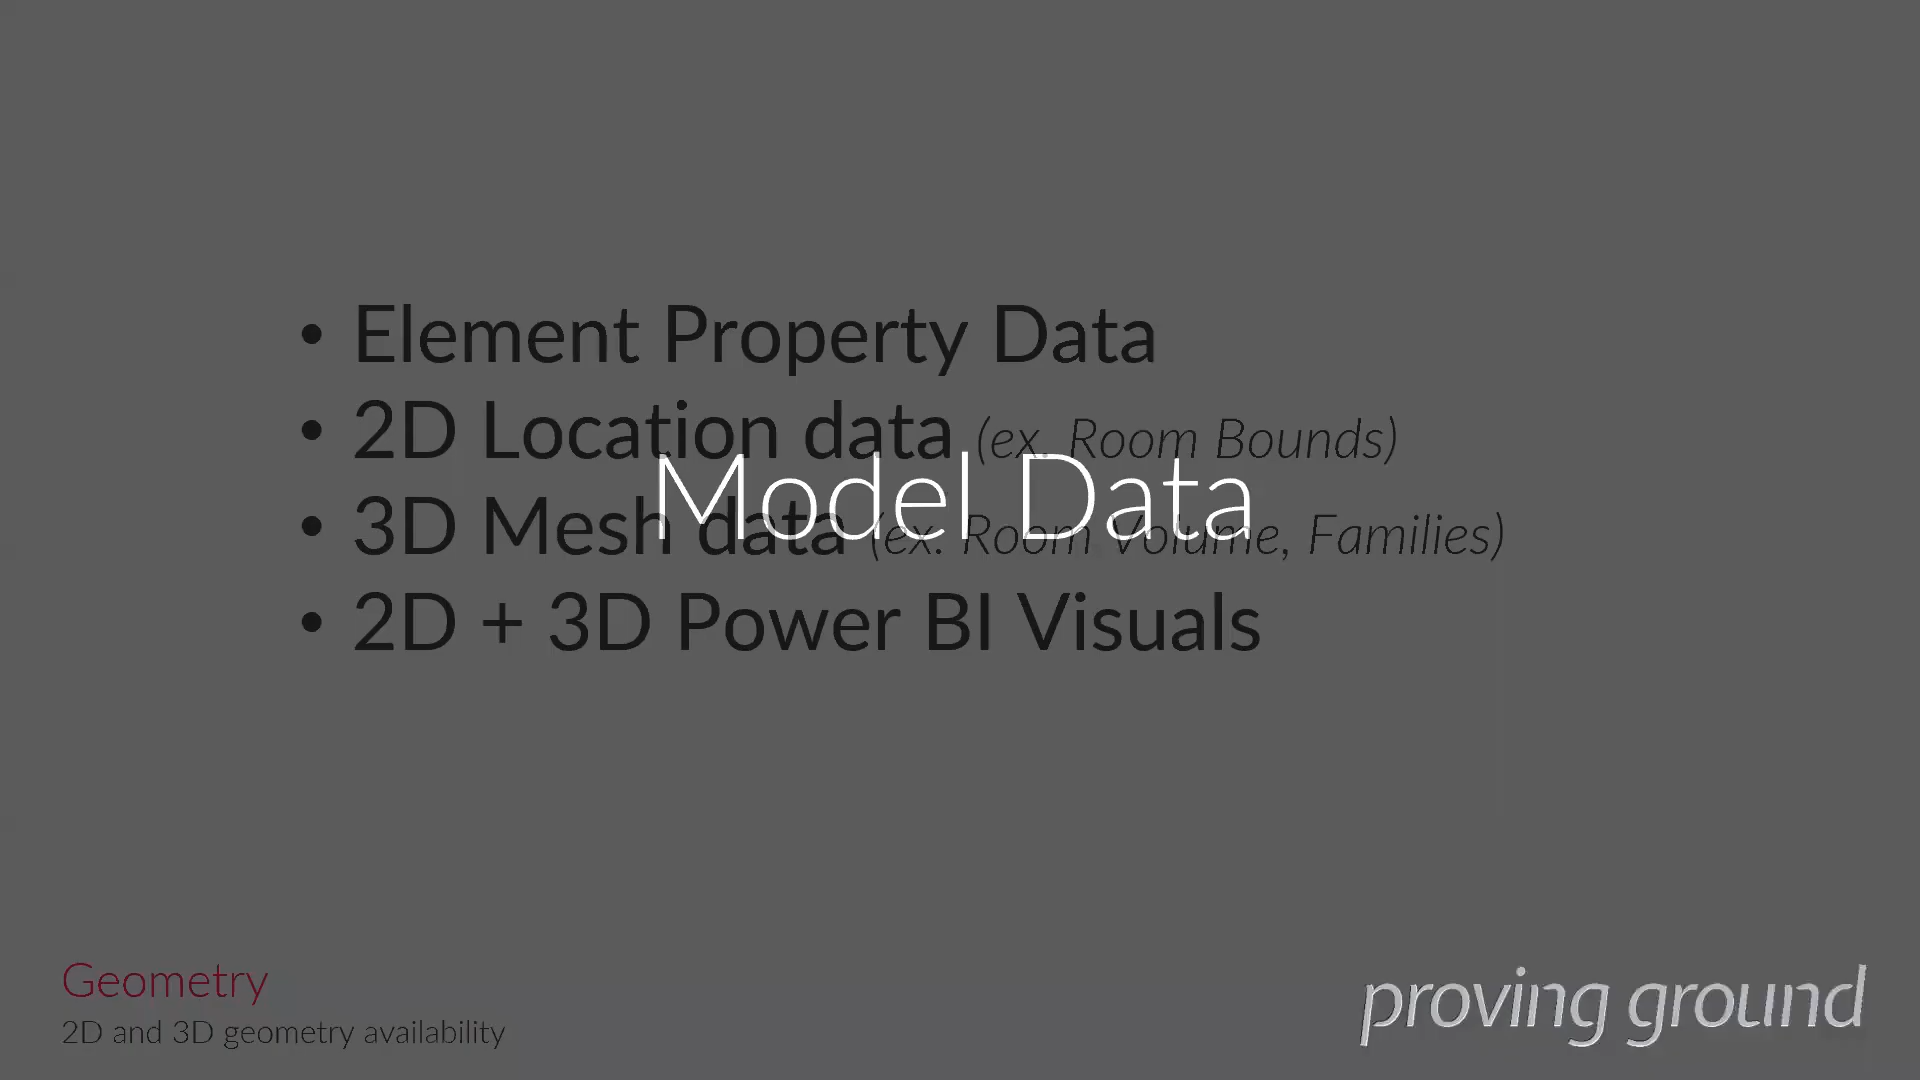 • Element Property Data
• 2D Location data (ex. Room Bounds)
Model Data
• 3D Mesh data (ex. Room Volume, Families)
• 2D + 3D Power BI Visuals
Geometry
2D and 3D geometry availability
proving ground